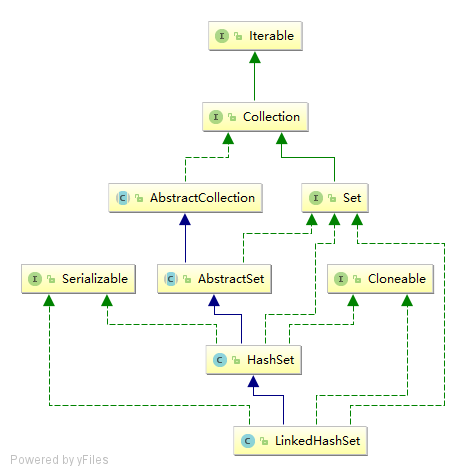 I Iterable
I Collection
C AbstractCollection
I Set
I Serializable
C AbstractSet
I Cloneable
C HashSet
C LinkedHashSet
Powered by yFiles